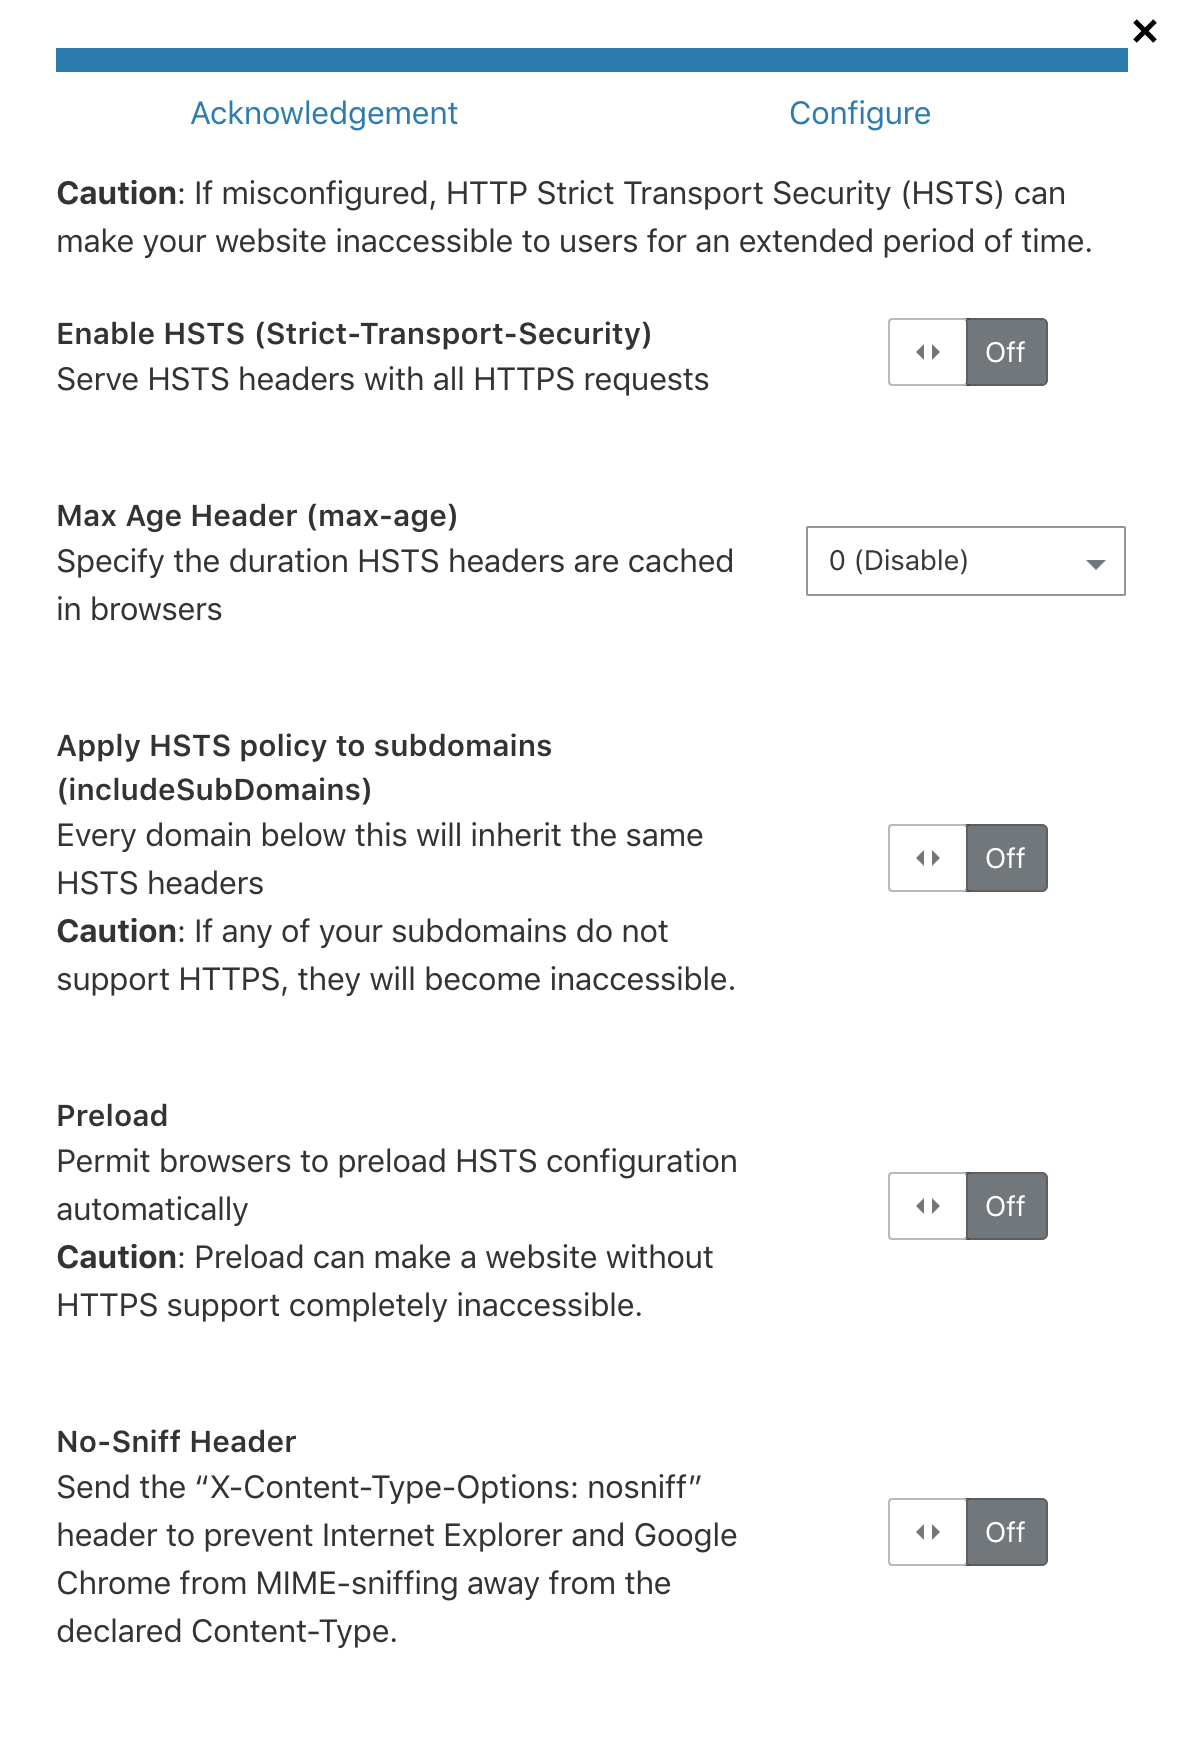 Acknowledgement Configure
Caution: If misconfigured, HTTP Strict Transport Security (HSTS) can
make your website inaccessible to users for an extended period of time.
Enable HSTS (Strict-Transport-Security)
Serve HSTS headers with all HTTPS requests
Off
Max Age Header (max-age)
Specify the duration HSTS headers are cached
in browsers
0 (Disable)
Apply HSTS policy to subdomains
(includeSubDomains)
Every domain below this will inherit the same
HSTS headers
Caution: If any of your subdomains do not
support HTTPS, they will become inaccessible.
Off
Preload
Permit browsers to preload HSTS configuration
automatically
Caution: Preload can make a website without
HTTPS support completely inaccessible.
Off
No-Sniff Header
Send the “X-Content-Type-Options: nosniff”
header to prevent Internet Explorer and Google
Chrome from MIME-sniffing away from the
declared Content-Type.
Off